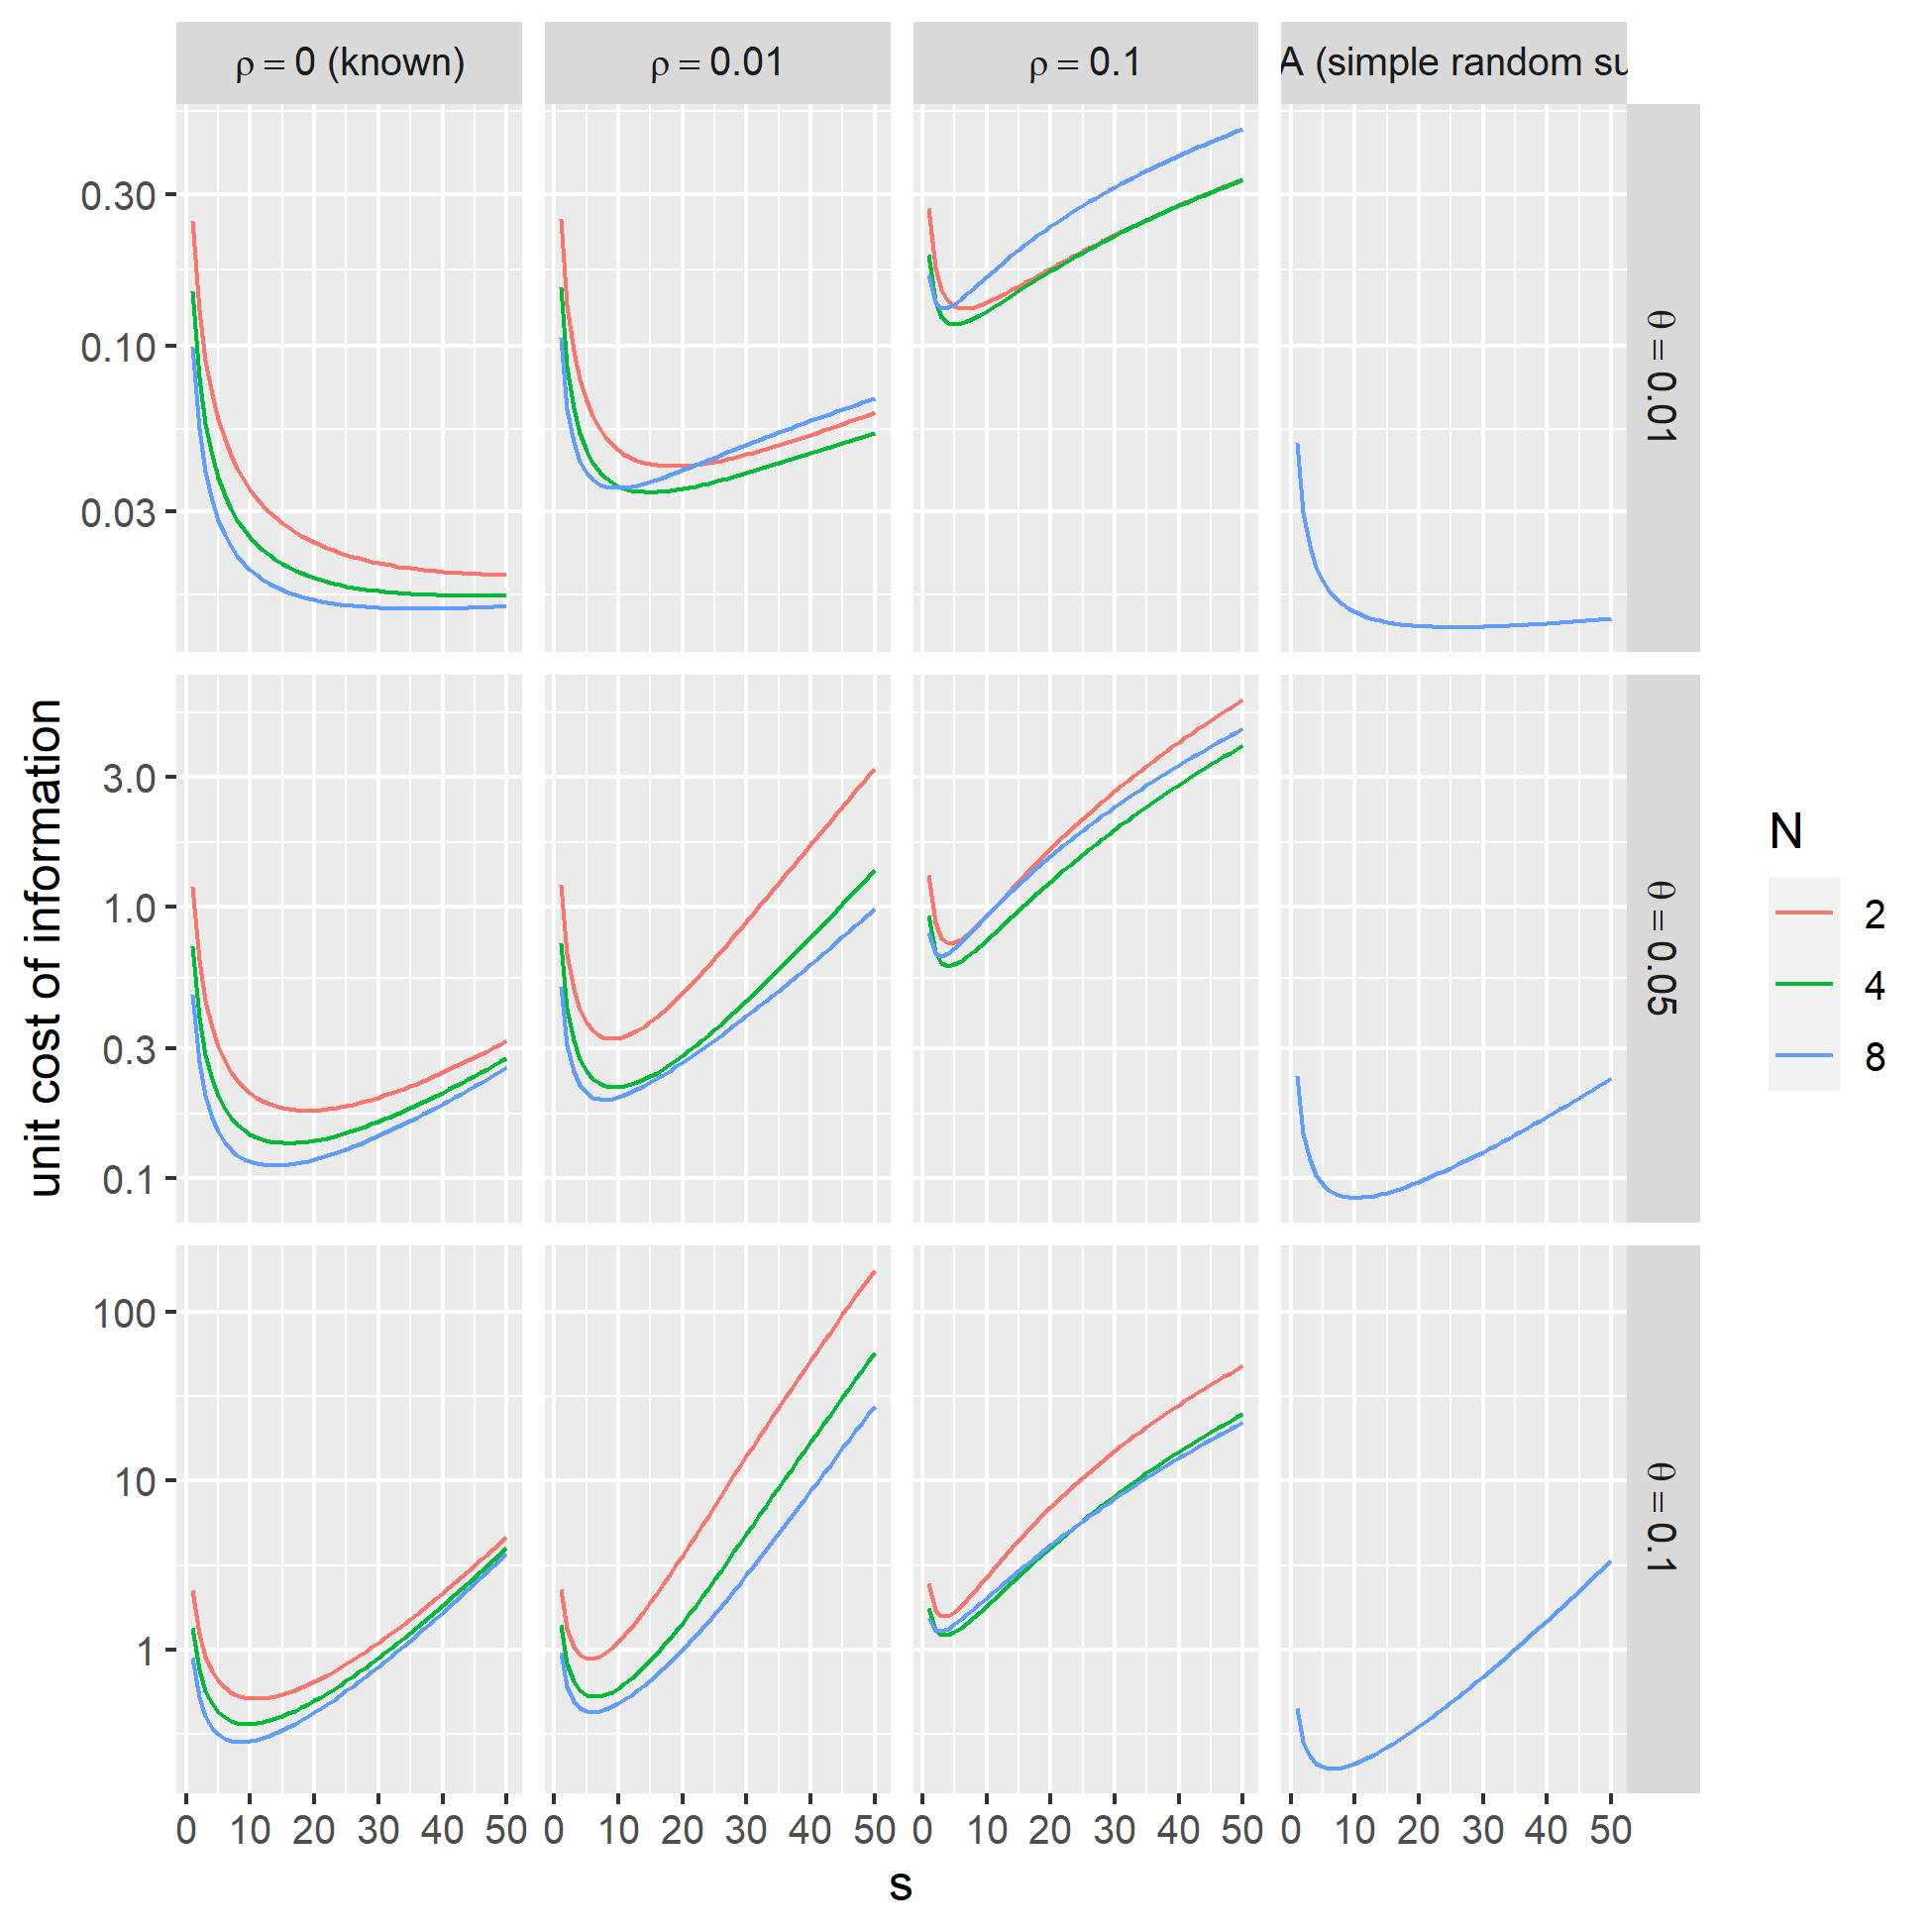 ρ = 0 (known) ρ = 0.01 ρ = 0.1 A (simple random su
0.30
0.10
0.03
θ = 0.01
3.0
1.0
0.3
0.1
θ = 0.05
100
10
1
θ = 0.1
0 10 20 30 40 50 0 10 20 30 40 50 0 10 20 30 40 50 0 10 20 30 40 50
s
unit cost of information
N
2
4
8